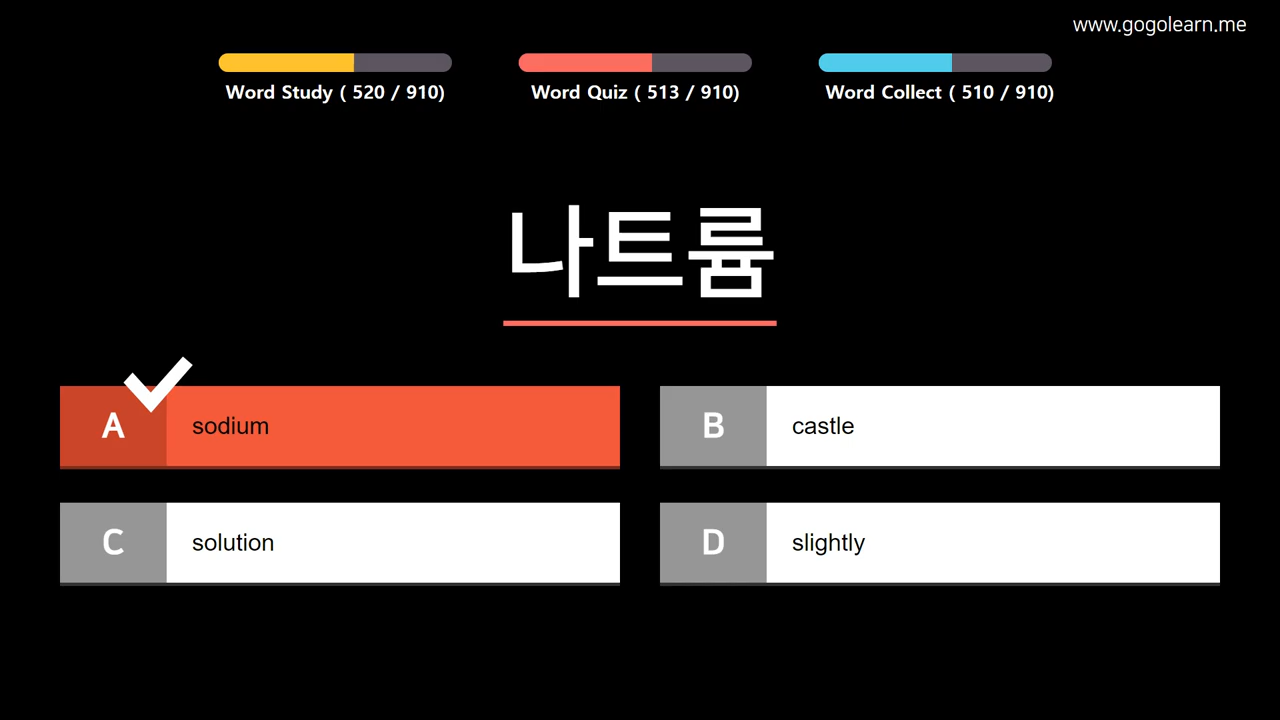 www.gogolearn.me
Word Study ( 520 / 910)
Word Quiz ( 513 / 910)
Word Collect ( 510 / 910)
나트륨
A sodium
B castle
C solution
D slightly